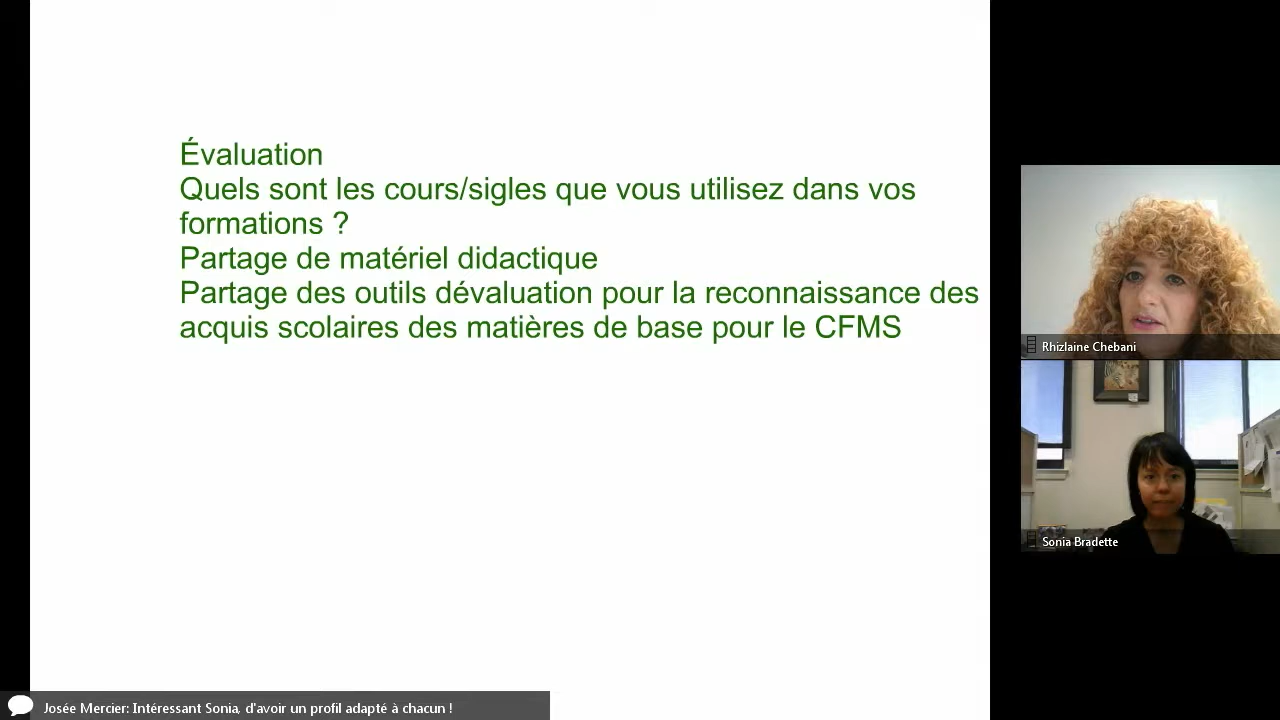 Évaluation
Quels sont les cours/sigles que vous utilisez dans vos
formations ?
Partage de matériel didactique
Partage des outils dévaluation pour la reconnaissance des
acquis scolaires des matières de base pour le CFMS
Rhizlaine Chebani
Sonia Bradette
Josée Mercier: Intéressant Sonia, d'avoir un profil adapté à chacun !